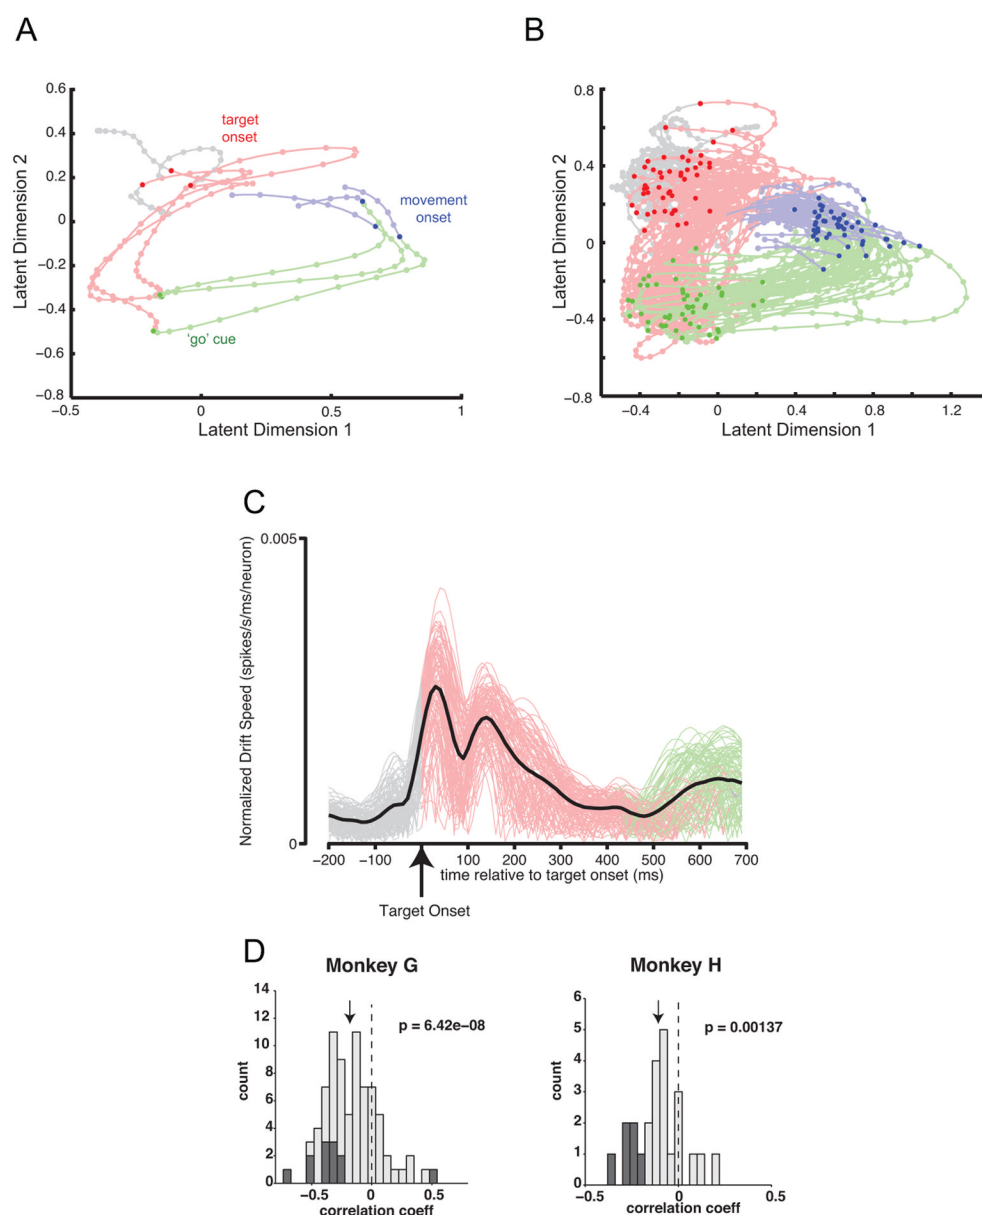 A
B
0.6
0.4
0.2
0
−0.2
−0.4
−0.6
−0.8
Latent Dimension 2
target
onset
movement
onset
'go' cue
−0.5
0
0.5
1
Latent Dimension 1
0.8
0.4
0
−0.4
−0.8
Latent Dimension 2
−0.4
0
0.4
0.8
1.2
Latent Dimension 1
C
0.005
0
Normalized Drift Speed (spikes/s/ms/neuron)
−200
−100
100
200
300
400
500
600
700
time relative to target onset (ms)
Target Onset
D
Monkey G
14
12
10
8
6
4
2
0
count
p = 6.42e−08
−0.5
0
0.5
correlation coeff
Monkey H
6
5
4
3
2
1
0
count
p = 0.00137
−0.5
0
0.5
correlation coeff